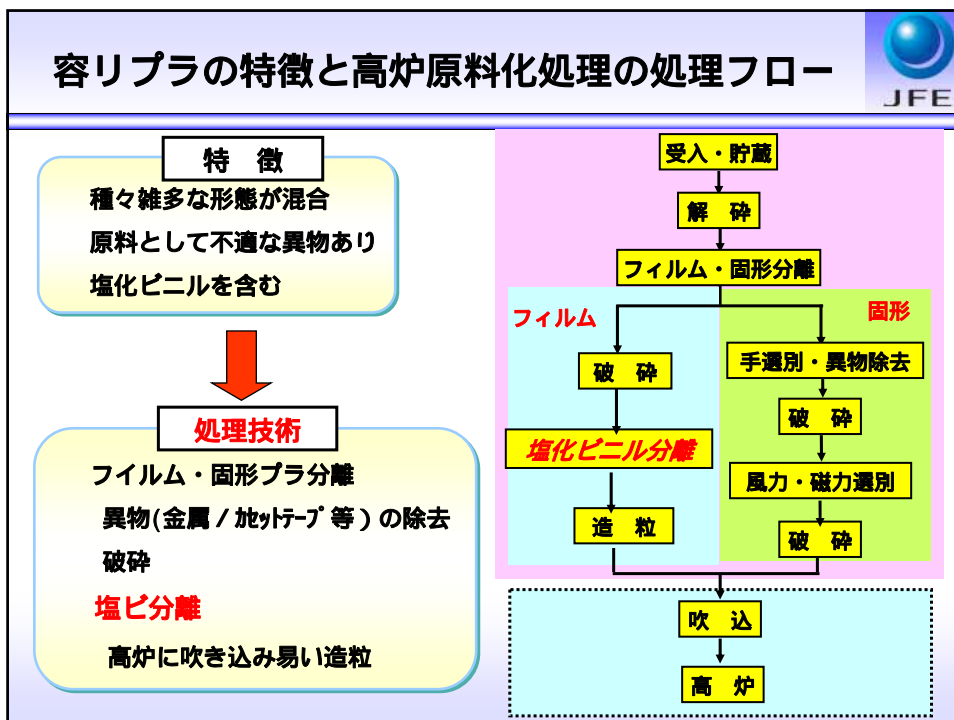 容リプラの特徴と高炉原料化処理の処理フロー
JFE
特 徴
種々雑多な形態が混合
原料として不適な異物あり
塩化ビニルを含む
処理技術
フイルム・固形プラ分離
異物(金属/ｶｾｯﾄﾃｰﾌﾟ等)の除去
破砕
塩ビ分離
高炉に吹き込み易い造粒
受入・貯蔵
解 砕
フィルム・固形分離
フィルム
破 砕
塩化ビニル分離
造 粒
固形
手選別・異物除去
破 砕
風力・磁力選別
破 砕
吹 込
高 炉